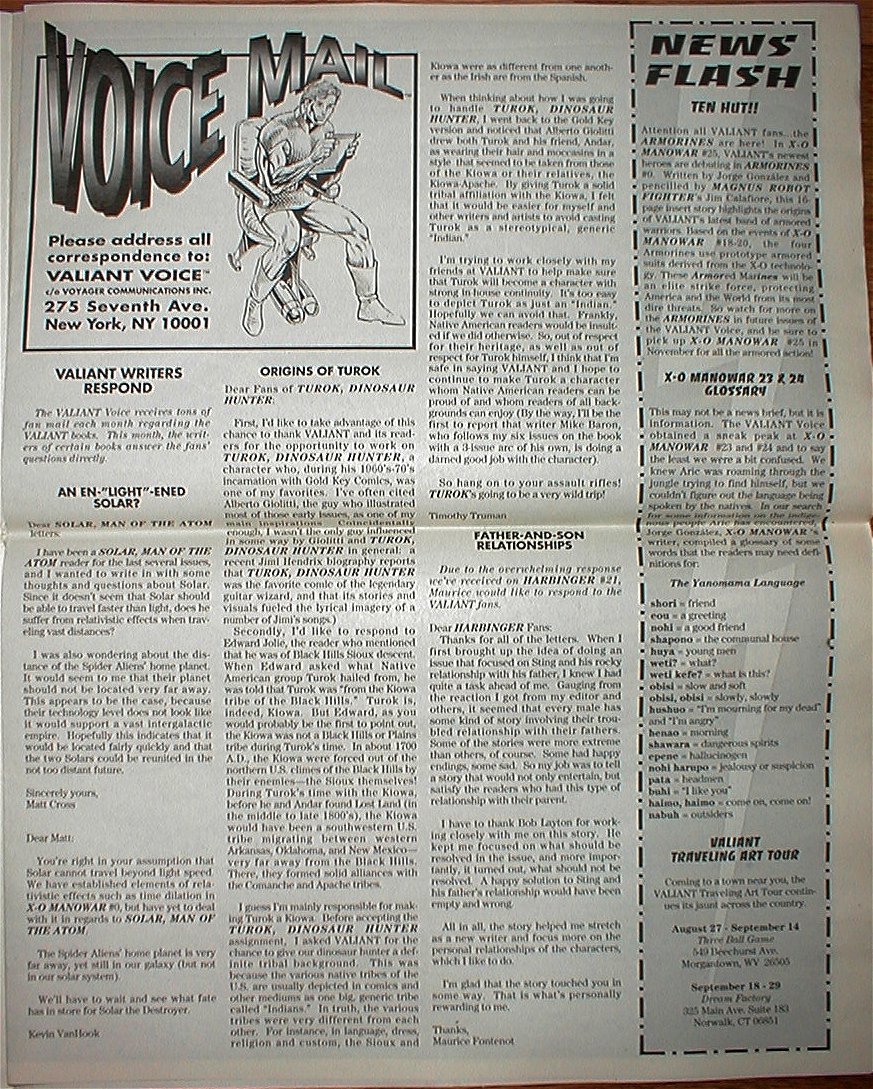 VOICE MAIL
Please address all
correspondence to:
VALIANT VOICE™
c/o VOYAGER COMMUNICATIONS INC.
275 Seventh Ave.
New York, NY 10001
VALIANT WRITERS
RESPOND
The VALIANT Voice receives tons of
fan mail each month regarding the
VALIANT books. This month, the writ-
ers of certain books answer the fans'
questions directly.
AN EN-"LIGHT"-ENED
SOLAR?
Dear SOLAR, MAN OF THE ATOM
letters:
I have been a SOLAR, MAN OF THE
ATOM reader for the last several issues,
and I wanted to write in with some
thoughts and questions about Solar.
Since it doesn't seem that Solar should
be able to travel faster than light, does he
suffer from relativistic effects when trav-
eling vast distances?
I was also wondering about the dis-
tance of the Spider Aliens' home planet.
It would seem to me that their planet
should not be located very far away.
This appears to be the case, because
their technology level does not look like
it would support a vast intergalactic
empire. Hopefully this indicates that it
would be located fairly quickly and that
the two Solars could be reunited in the
not too distant future.
Sincerely yours,
Matt Cross
Dear Matt:
You're right in your assumption that
Solar cannot travel beyond light speed.
We have established elements of rela-
tivistic effects such as time dilation in
X-O MANOWAR #0, but have yet to deal
with it in regards to SOLAR, MAN OF
THE ATOM.
The Spider Aliens' home planet is very
far away, yet still in our galaxy (but not
in our solar system).
We'll have to wait and see what fate
has in store for Solar the Destroyer.
Kevin VanHook
ORIGINS OF TUROK
Dear Fans of TUROK, DINOSAUR
HUNTER:
First, I'd like to take advantage of this
chance to thank VALIANT and its read-
ers for the opportunity to work on
TUROK, DINOSAUR HUNTER, a
character who, during his 1960's-70's
incarnation with Gold Key Comics, was
one of my favorites. I've often cited
Alberto Giolitti, the guy who illustrated
most of those early issues, as one of my
main inspirations. Coincidentally
enough, I wasn't the only guy influenced
in some way by Giolitti and TUROK,
DINOSAUR HUNTER in general: a
recent Jimi Hendrix biography reports
that TUROK, DINOSAUR HUNTER
was the favorite comic of the legendary
guitar wizard, and that its stories and
visuals fueled the lyrical imagery of a
number of Jimi's songs.)
Secondly, I'd like to respond to
Edward Jolie, the reader who mentioned
that he was of Black Hills Sioux descent.
When Edward asked what Native
American group Turok hailed from, he
was told that Turok was "from the Kiowa
tribe of the Black Hills." Turok is,
indeed, Kiowa. But Edward, as you
would probably be the first to point out,
the Kiowa was not a Black Hills or Plains
tribe during Turok's time. In about 1700
A.D., the Kiowa were forced out of the
northern U.S. climes of the Black Hills by
their enemies—the Sioux themselves!
During Turok's time with the Kiowa,
before he and Andar found Lost Land (in
the middle to late 1800's), the Kiowa
would have been a southwestern U.S.
tribe migrating between western
Arkansas, Oklahoma, and New Mexico—
very far away from the Black Hills.
There, they formed solid alliances with
the Comanche and Apache tribes.
I guess I'm mainly responsible for mak-
ing Turok a Kiowa. Before accepting the
TUROK, DINOSAUR HUNTER
assignment, I asked VALIANT for the
chance to give our dinosaur hunter a def-
inite tribal background. This was
because the various native tribes of the
U.S. are usually depicted in comics and
other mediums as one big, generic tribe
called "Indians." In truth, the various
tribes were very different from each
other. For instance, in language, dress,
religion and custom, the Sioux and
Kiowa were as different from one anoth-
er as the Irish are from the Spanish.
When thinking about how I was going
to handle TUROK, DINOSAUR
HUNTER, I went back to the Gold Key
version and noticed that Alberto Giolitti
drew both Turok and his friend, Andar,
as wearing their hair and moccasins in a
style that seemed to be taken from those
of the Kiowa or their relatives, the
Kiowa-Apache. By giving Turok a solid
tribal affiliation with the Kiowa, I felt
that it would be easier for myself and
other writers and artists to avoid casting
Turok as a stereotypical, generic
"Indian."
I'm trying to work closely with my
friends at VALIANT to help make sure
that Turok will become a character with
strong in-house continuity. It's too easy
to depict Turok as just an "Indian."
Hopefully we can avoid that. Frankly,
Native American readers would be insult-
ed if we did otherwise. So, out of respect
for their heritage, as well as out of
respect for Turok himself, I think that I'm
safe in saying VALIANT and I hope to
continue to make Turok a character
whom Native American readers can be
proud of and whom readers of all back-
grounds can enjoy (By the way, I'll be the
first to report that writer Mike Baron,
who follows my six issues on the book
with a 3-issue arc of his own, is doing a
damed good job with the character).
So hang on to your assault rifles!
TUROK's going to be a very wild trip!
Timothy Truman
FATHER-AND-SON
RELATIONSHIPS
Due to the overwhelming response
we're received on HARBINGER #21,
Maurice would like to respond to the
VALIANT fans.
Dear HARBINGER Fans:
Thanks for all of the letters. When I
first brought up the idea of doing an
issue that focused on Sting and his rocky
relationship with his father, I knew I had
quite a task ahead of me. Gauging from
the reaction I got from my editor and
others, it seemed that every male has
some kind of story involving their trou-
bled relationship with their fathers.
Some of the stories were more extreme
than others, of course. Some had happy
endings, some sad. So my job was to tell
a story that would not only entertain, but
satisfy the readers who had this type of
relationship with their parent.
I have to thank Bob Layton for work-
ing closely with me on this story. He
kept me focused on what should be
resolved in the issue, and more impor-
tantly, it turned out, what should not be
resolved. A happy solution to Sting and
his father's relationship would have been
empty and wrong.
All in all, the story helped me stretch
as a new writer and focus more on the
personal relationships of the characters,
which I like to do.
I'm glad that the story touched you in
some way. That is what's personally
rewarding to me.
Thanks,
Maurice Fontenot
NEWS
FLASH
TEN HUT!!
Attention all VALIANT fans...the
ARMORINES are here! In X-O
MANOWAR #25, VALIANT's newest
heroes are debuting in ARMORINES
#0. Written by Jorge González and
pencilled by MAGNUS ROBOT
FIGHTER's Jim Calafiore, this 16-
page insert story highlights the origins
of VALIANT's latest band of armored
warriors. Based on the events of X-O
MANOWAR #18-20, the four
Armorines use prototype armored
suits derived from the X-O technolo-
gy. These Armored Marines will be
an elite strike force, protecting
America and the World from its most
dire threats. So watch for more on
the ARMORINES in future issues of
the VALIANT Voice, and be sure to
pick up X-O MANOWAR #25 in
November for all the armored action!
X-O MANOWAR 23 & 24
GLOSSARY
This may not be a news brief, but it is
information. The VALIANT Voice
obtained a sneak peak at X-O
MANOWAR #23 and #24 and to say
the least we were a bit confused. We
knew Aric was roaming through the
jungle trying to find himself, but we
couldn't figure out the language being
spoken by the natives. In our search
for some information on the indige-
nous people Aric has encountered,
Jorge González, X-O MANOWAR's
writer, compiled a glossary of some
words that the readers may need defi-
nitions for:
The Yanomama Language
shori = friend
eou = a greeting
nohi = a good friend
shapono = the communal house
huya = young men
weti? = what?
weti kefe? = what is this?
obisi = slow and soft
obisi, obisi = slowly, slowly
hushuo = "I'm mourning for my dead"
and "I'm angry"
henao = morning
shawara = dangerous spirits
epene = hallucinogen
nohi harupo = jealousy or suspicion
pata = headmen
buhi = "I like you"
haimo, haimo = come on, come on!
nabuh = outsiders
VALIANT
TRAVELING ART TOUR
Coming to a town near you, the
VALIANT Traveling Art Tour contin-
ues its jaunt across the country.
August 27 - September 14
Three Ball Game
549 Beechurst Ave.
Morgantown, WV 26505
September 18 - 29
Dream Factory
325 Main Ave. Suite 183
Norwalk, CT 06851